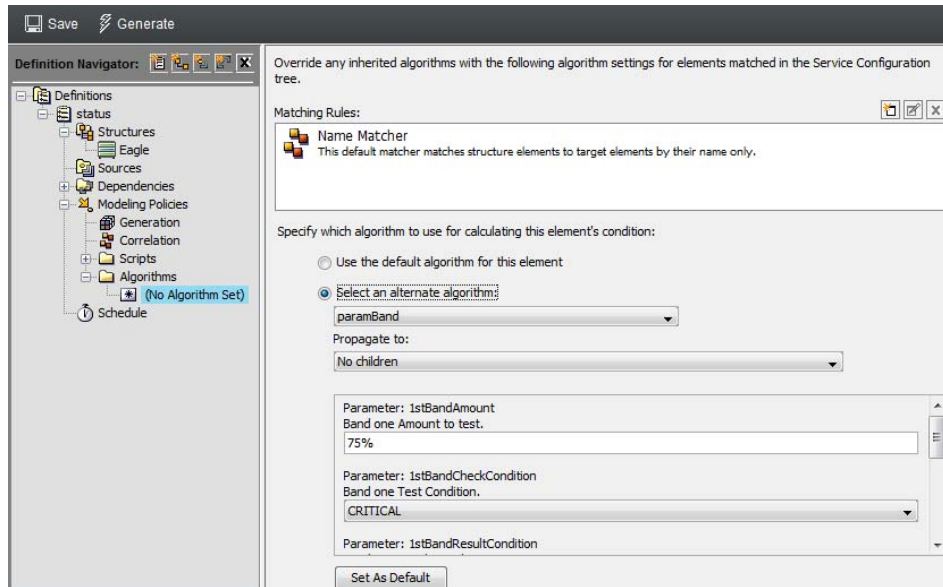 Save
Generate
Definition Navigator:
Definitions
status
Structures
Eagle
Sources
Dependencies
Modeling Policies
Generation
Correlation
Scripts
Algorithms
(No Algorithm Set)
Schedule
Override any inherited algorithms with the following algorithm settings for elements matched in the Service Configuration
tree.
Matching Rules:
Name Matcher
This default matcher matches structure elements to target elements by their name only.
Specify which algorithm to use for calculating this element's condition:
Use the default algorithm for this element
Select an alternate algorithm:
paramBand
Propagate to:
No children
Parameter: 1stBandAmount
Band one Amount to test.
75%
Parameter: 1stBandCheckCondition
Band one Test Condition.
CRITICAL
Parameter: 1stBandResultCondition
Set As Default